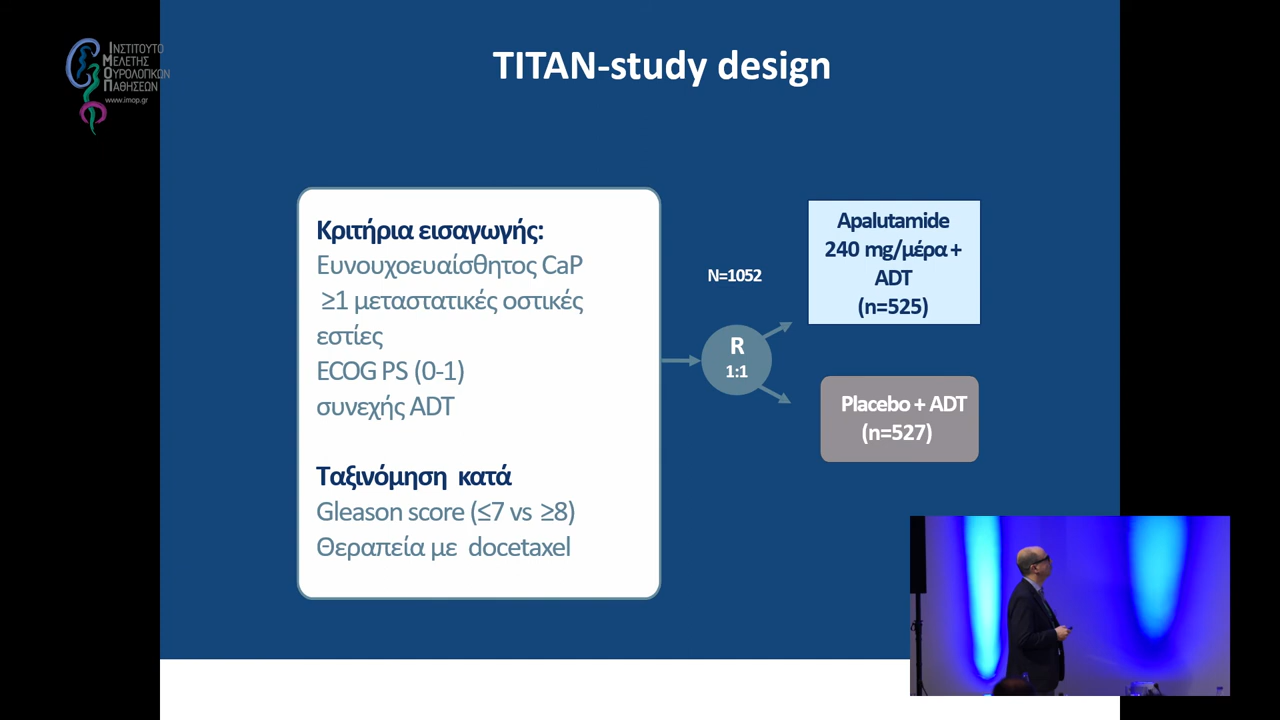 ΙΝΣΤΙΤΟΥΤΟ
ΜΕΛΕΤΗΣ
ΟΥΡΟΛΟΓΙΚΩΝ
ΠΑΘΗΣΕΩΝ
www.imop.gr
TITAN-study design
Κριτήρια εισαγωγής:
Ευνουχοευαίσθητος CaP
≥1 μεταστατικές οστικές
εστίες
ECOG PS (0-1)
συνεχής ADT
Ταξινόμηση κατά
Gleason score (≤7 vs ≥8)
Θεραπεία με docetaxel
N=1052
R
1:1
Apalutamide
240 mg/μέρα +
ADT
(n=525)
Placebo + ADT
(n=527)